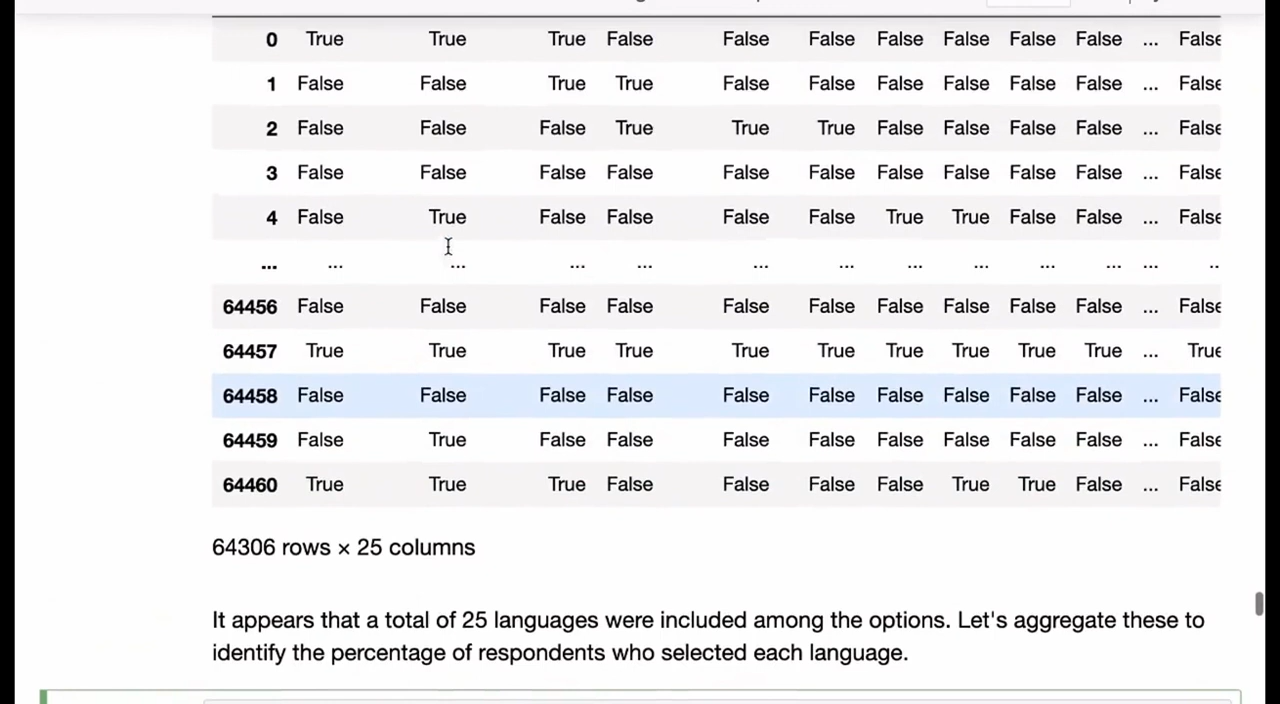 0 True True True False False False False False False False ... False
1 False False True True False False False False False False ... False
2 False False False True True True False False False False ... False
3 False False False False False False False False False False ... False
4 False True False False False False True True False False ... False
... ... ... ... ... ... ... ... ... ... ... ... ..
64456 False False False False False False False False False False ... False
64457 True True True True True True True True True True ... True
64458 False False False False False False False False False False ... False
64459 False True False False False False False False False False ... False
64460 True True True False False False False True True False ... False
64306 rows × 25 columns
It appears that a total of 25 languages were included among the options. Let's aggregate these to
identify the percentage of respondents who selected each language.